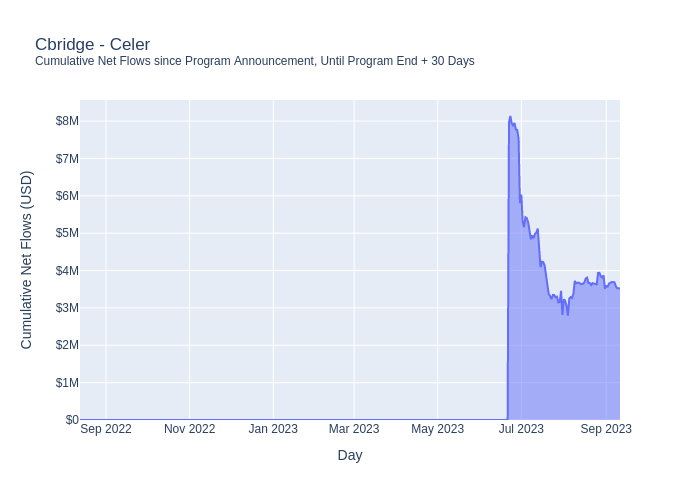 Cbridge - Celer
Cumulative Net Flows since Program Announcement, Until Program End + 30 Days
Cumulative Net Flows (USD)
$8M
$7M
$6M
$5M
$4M
$3M
$2M
$1M
$0
Sep 2022 Nov 2022 Jan 2023 Mar 2023 May 2023 Jul 2023 Sep 2023
Day